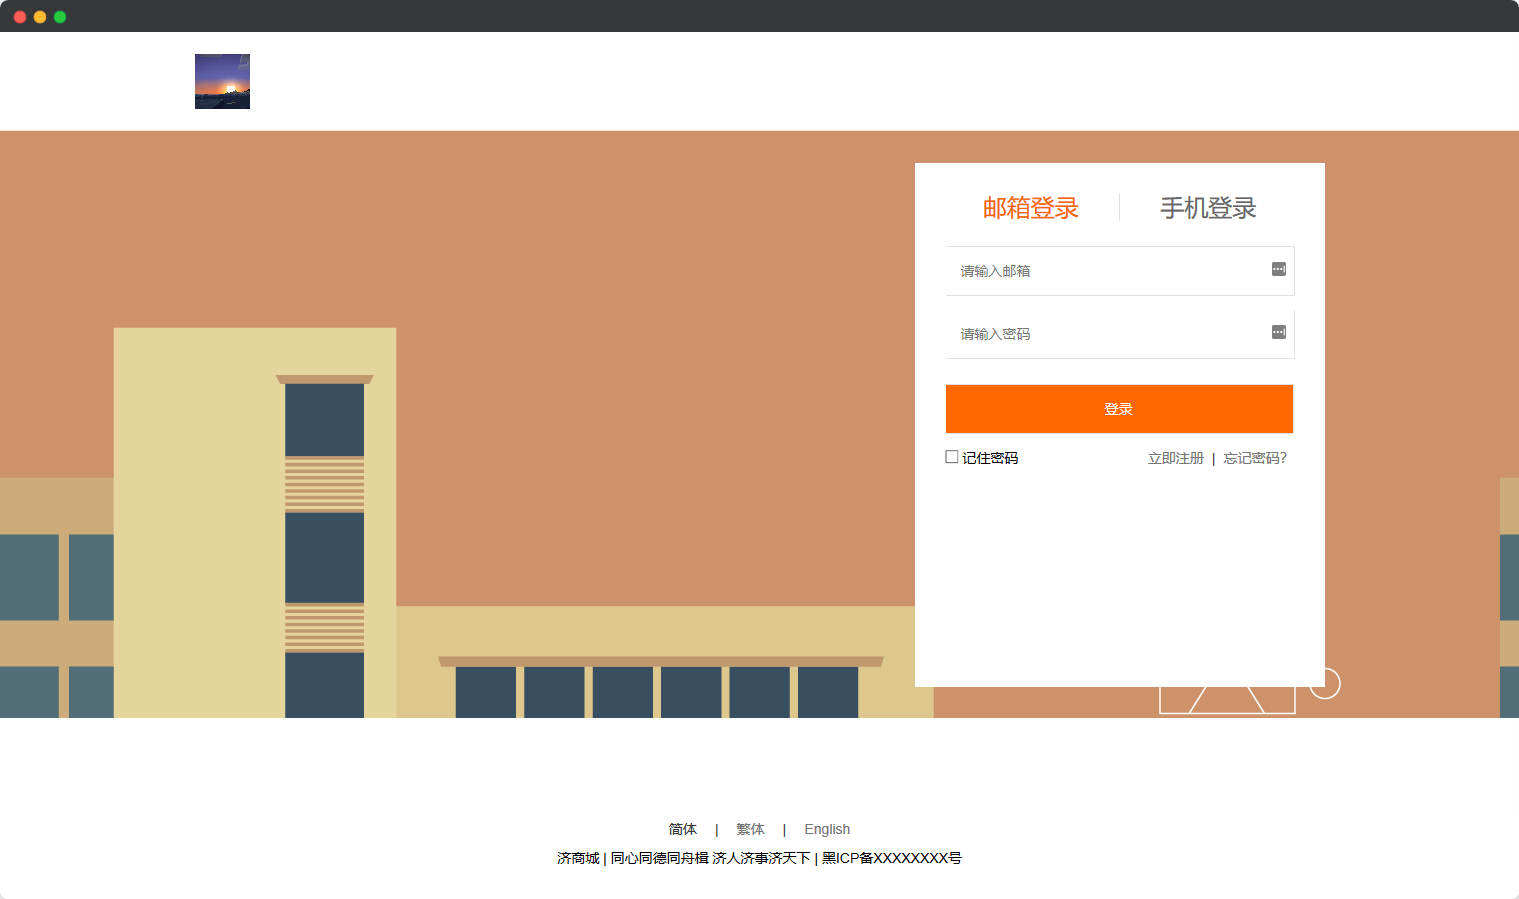 邮箱登录 手机登录
请输入邮箱
请输入密码
登录
记住密码 立即注册 | 忘记密码?
简体 | 繁体 | English
济商城 | 同心同德同舟楫 济人济事济天下 | 黑ICP备XXXXXXXX号